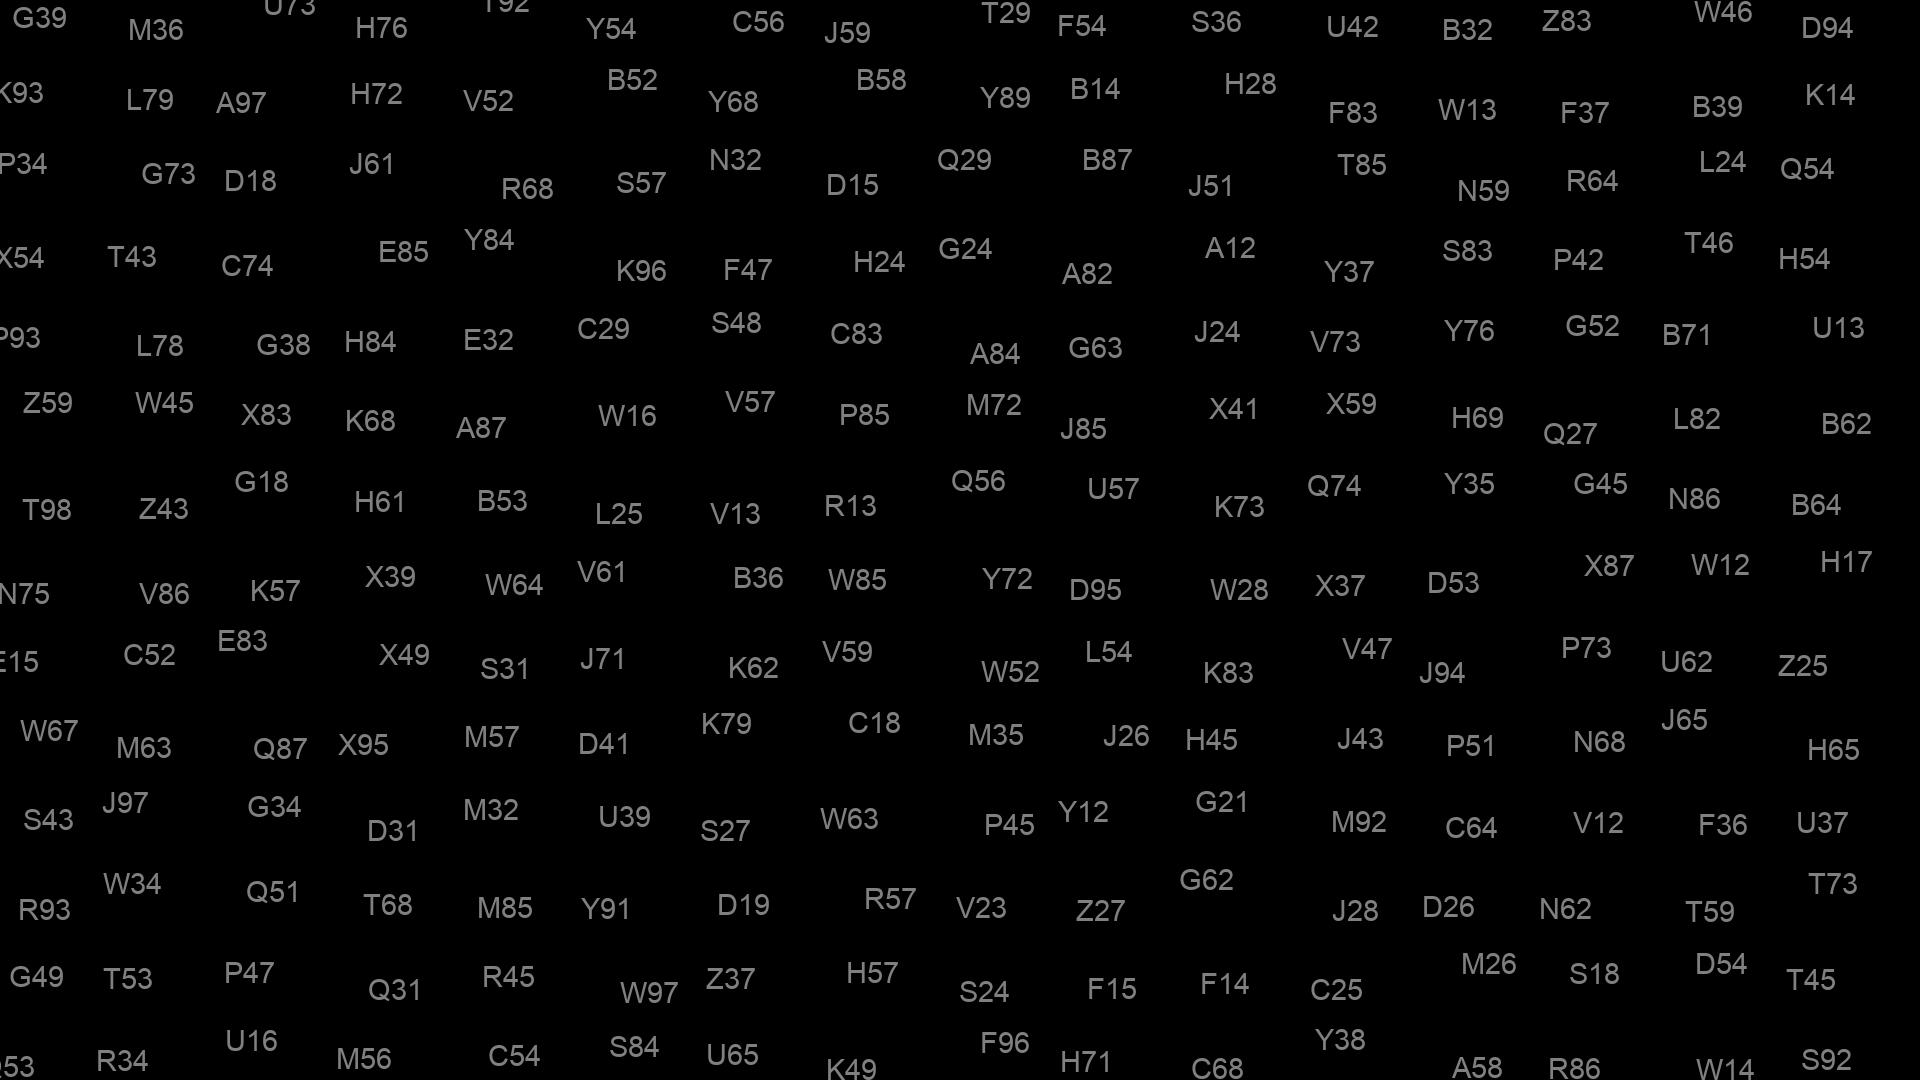 G39 M36 U73 H76 T92 Y54 C56 J59 T29 F54 S36 U42 B32 Z83 W46 D94
K93 L79 A97 H72 V52 B52 Y68 B58 Y89 B14 H28 F83 W13 F37 B39 K14
P34 G73 D18 J61 R68 S57 N32 D15 Q29 B87 J51 T85 N59 R64 L24 Q54
X54 T43 C74 E85 Y84 K96 F47 H24 G24 A82 A12 Y37 S83 P42 T46 H54
P93 L78 G38 H84 E32 C29 S48 C83 A84 G63 J24 V73 Y76 G52 B71 U13
Z59 W45 X83 K68 A87 W16 V57 P85 M72 J85 X41 X59 H69 Q27 L82 B62
T98 Z43 G18 H61 B53 L25 V13 R13 Q56 U57 K73 Q74 Y35 G45 N86 B64
N75 V86 K57 X39 W64 V61 B36 W85 Y72 D95 W28 X37 D53 X87 W12 H17
E15 C52 E83 X49 S31 J71 K62 V59 W52 L54 K83 V47 J94 P73 U62 Z25
W67 M63 Q87 X95 M57 D41 K79 C18 M35 J26 H45 J43 P51 N68 J65 H65
S43 J97 G34 D31 M32 U39 S27 W63 P45 Y12 G21 M92 C64 V12 F36 U37
R93 W34 Q51 T68 M85 Y91 D19 R57 V23 Z27 G62 J28 D26 N62 T59 T73
G49 T53 P47 Q31 R45 W97 Z37 H57 S24 F15 F14 C25 M26 S18 D54 T45
R34 U16 M56 C54 S84 U65 K49 F96 H71 C68 Y38 A58 R86 W14 S92